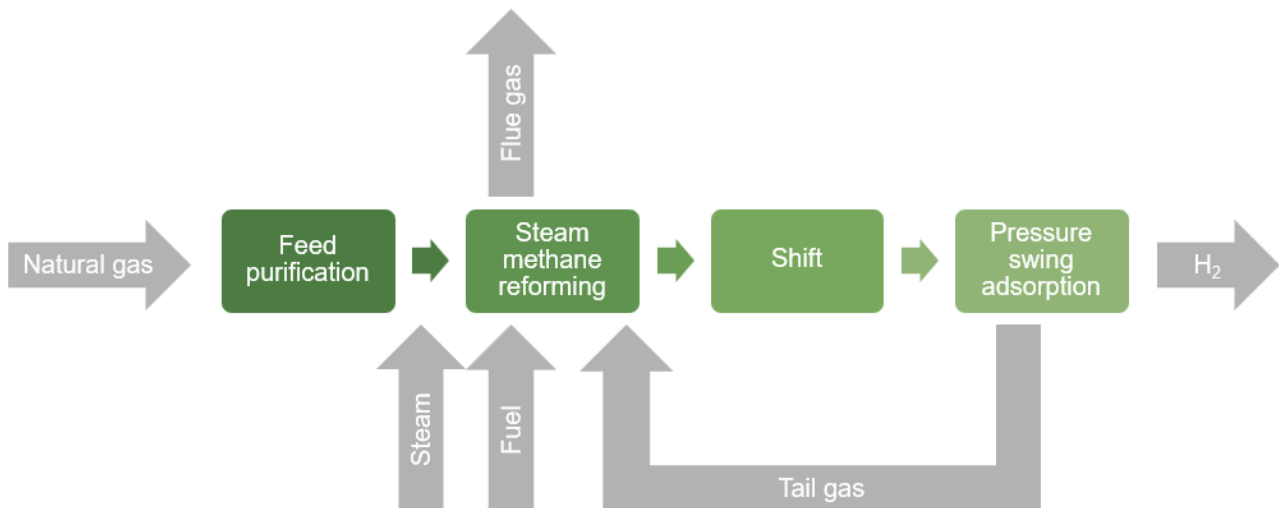 Flue gas
Natural gas
Feed
purification
Steam
methane
reforming
Shift
Pressure
swing
adsorption
H₂
Steam
Fuel
Tail gas